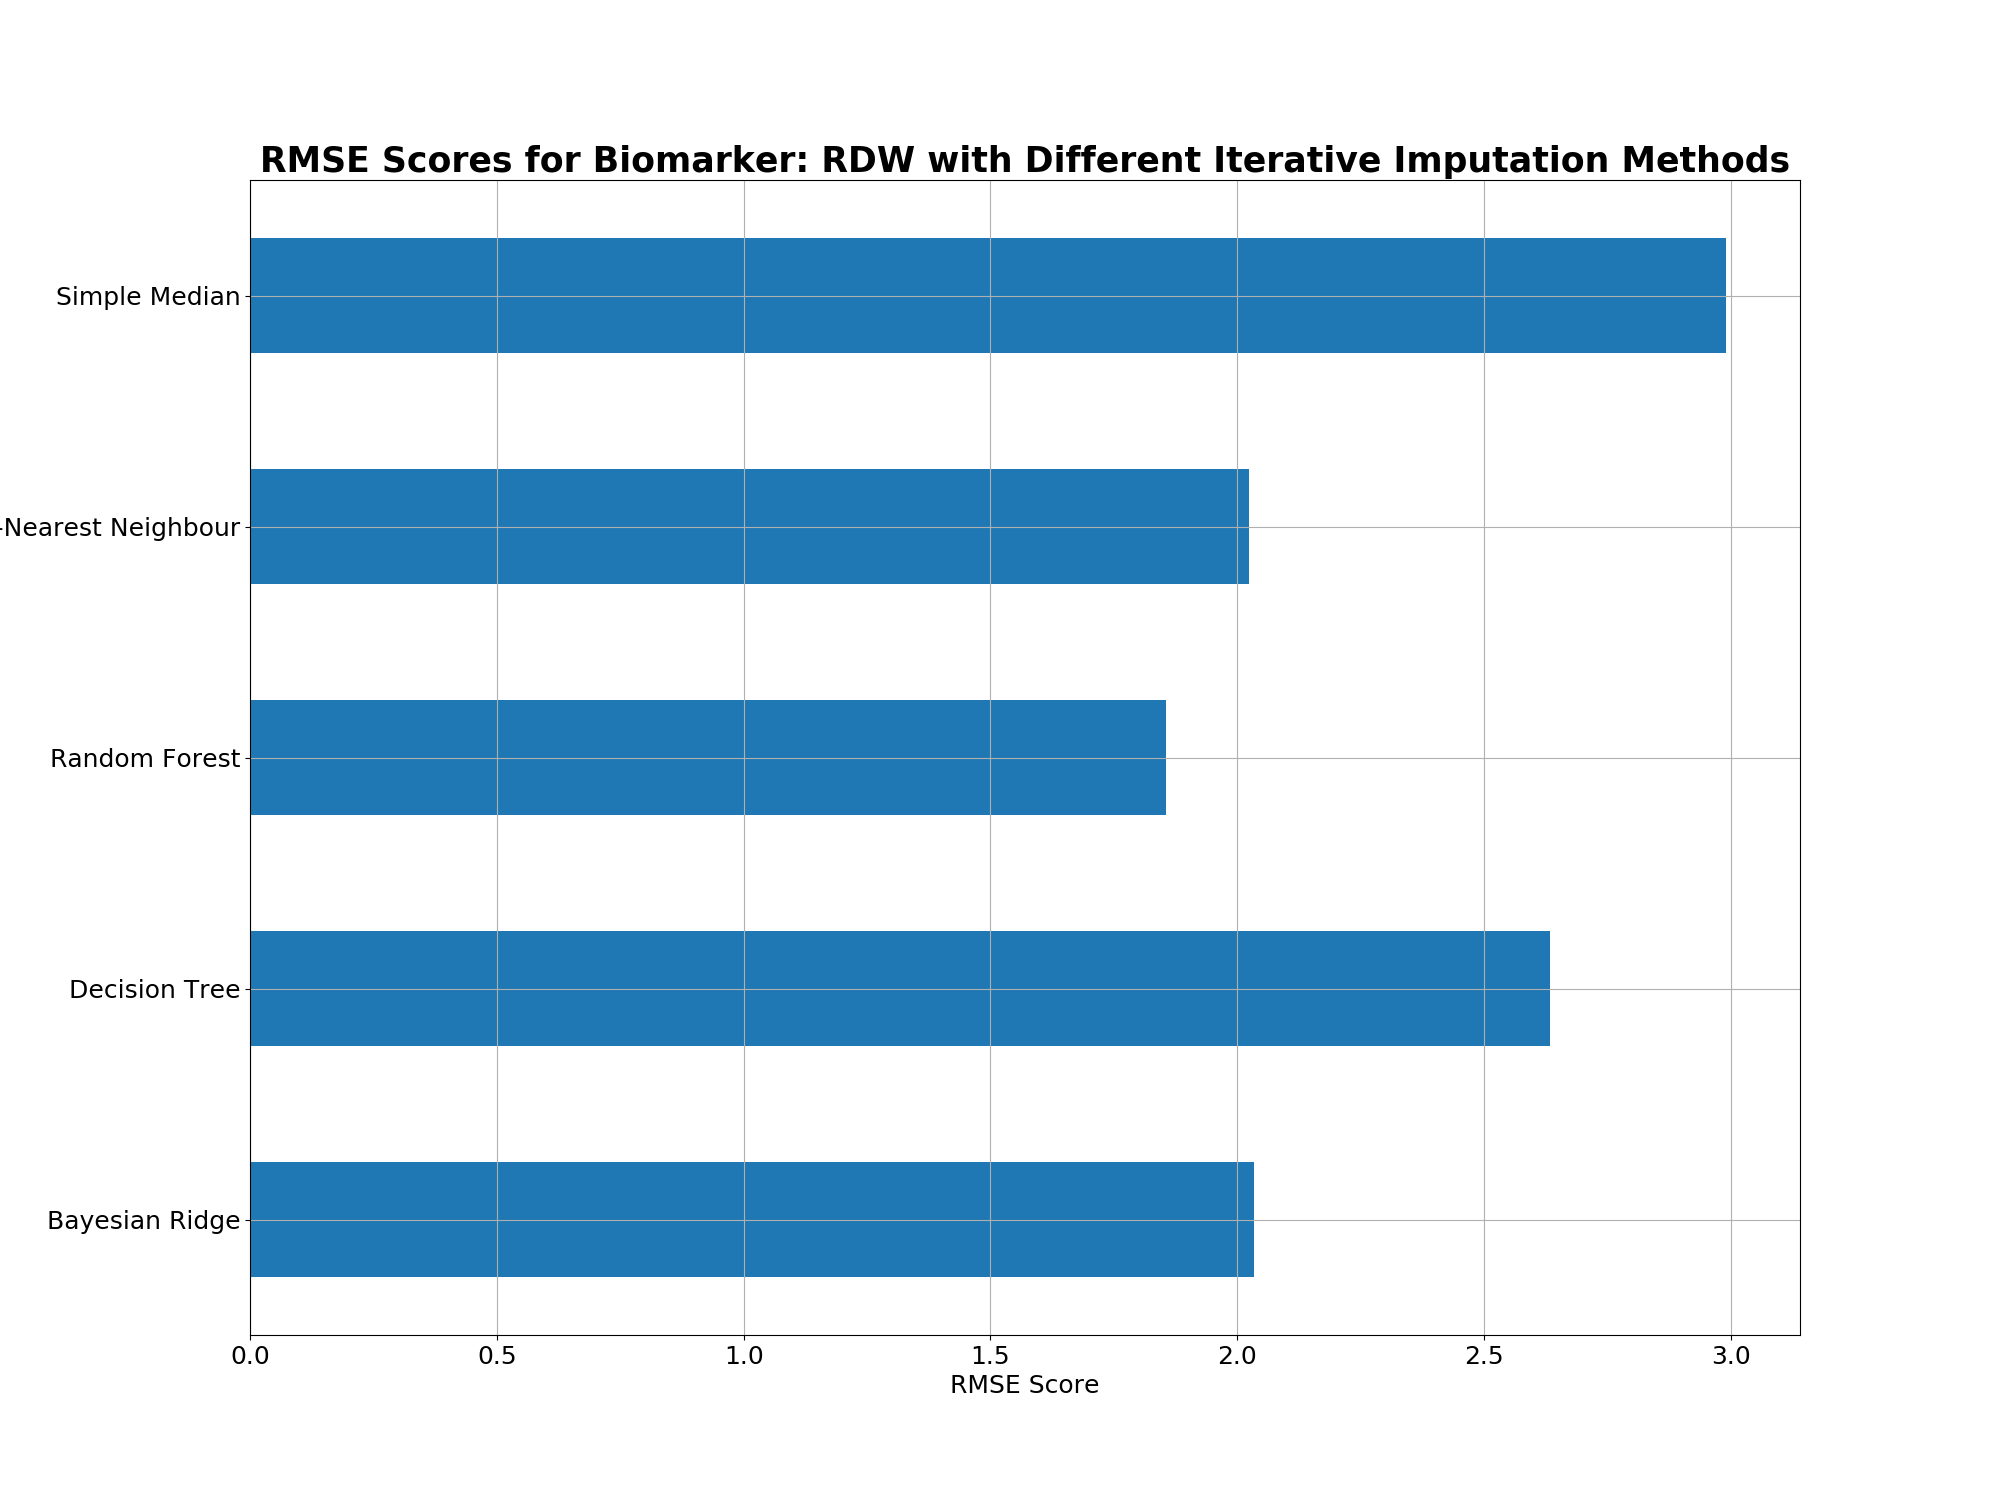 RMSE Scores for Biomarker: RDW with Different Iterative Imputation Methods
Simple Median
-Nearest Neighbour
Random Forest
Decision Tree
Bayesian Ridge
0.0 0.5 1.0 1.5 2.0 2.5 3.0
RMSE Score